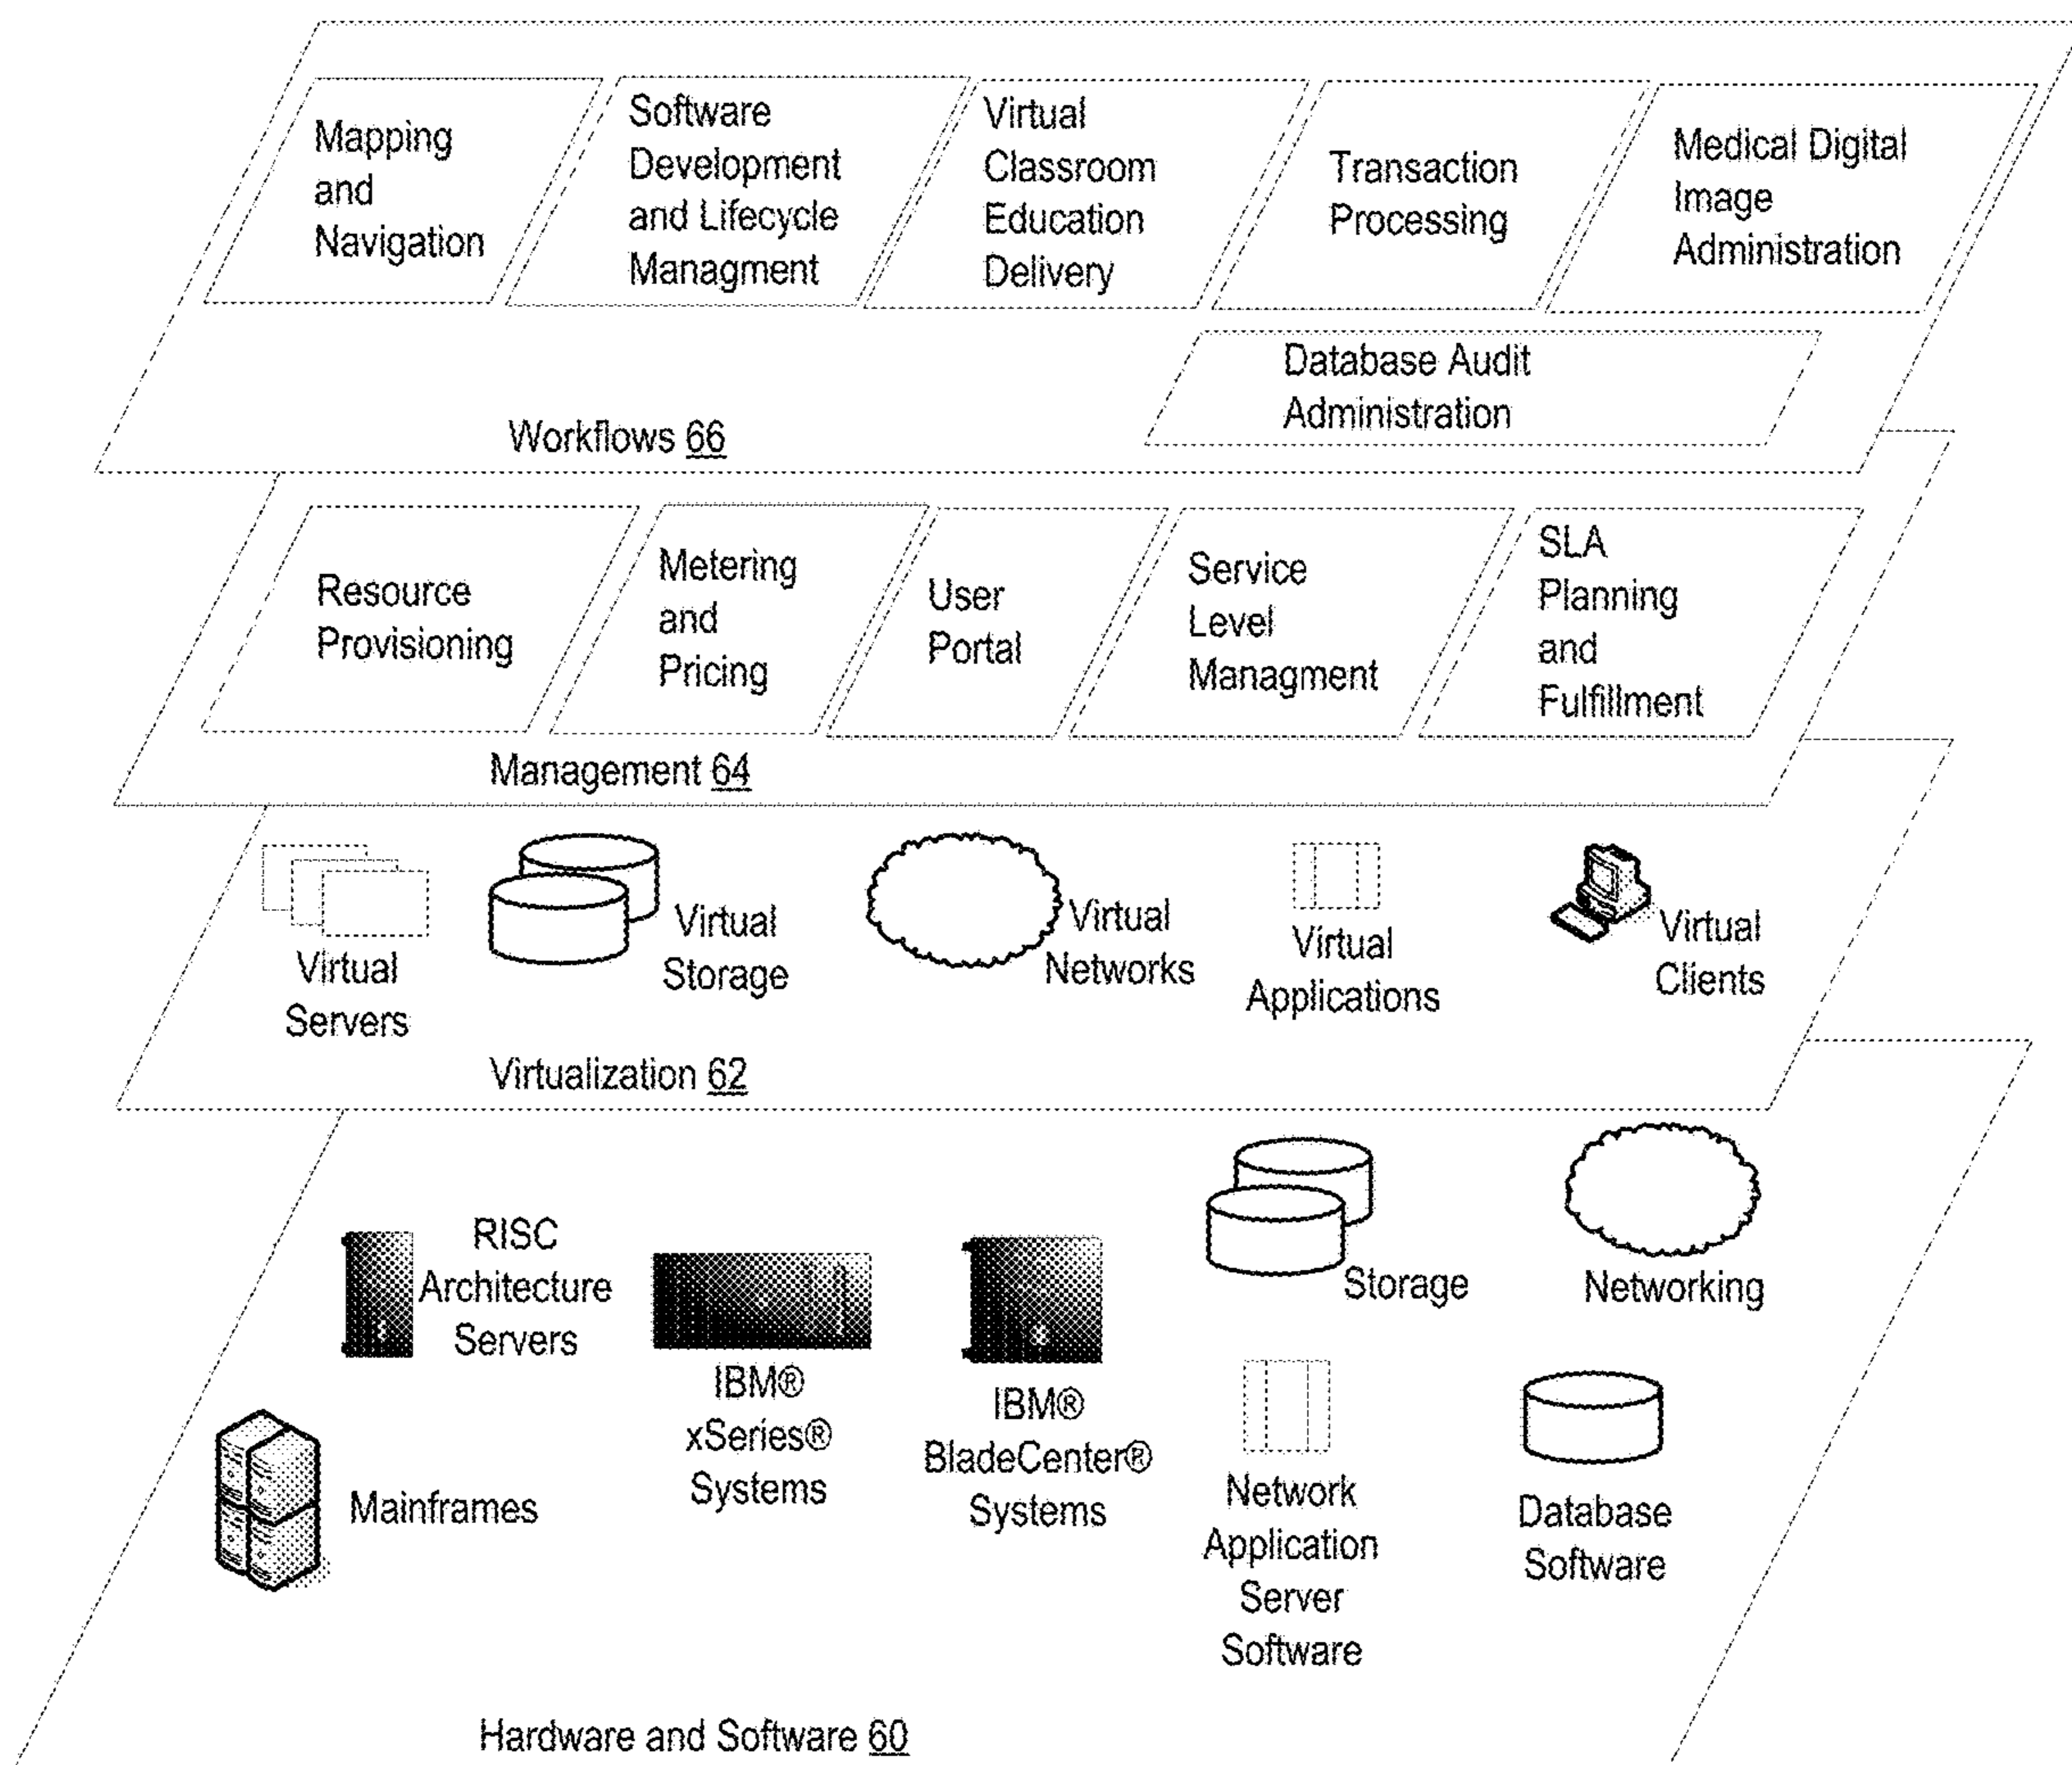 Mapping
and
Navigation
Software
Development
and Lifecycle
Managment
Virtual
Classroom
Education
Delivery
Transaction
Processing
Medical Digital
Image
Administration
Database Audit
Administration
Workflows 66
Resource
Provisioning
Metering
and
Pricing
User
Portal
Service
Level
Managment
SLA
Planning
and
Fulfillment
Management 64
Virtual
Servers
Virtual
Storage
Virtual
Networks
Virtual
Applications
Virtual
Clients
Virtualization 62
RISC
Architecture
Servers
IBM®
xSeries®
Systems
IBM®
BladeCenter®
Systems
Storage
Networking
Mainframes
Network
Application
Server
Software
Database
Software
Hardware and Software 60